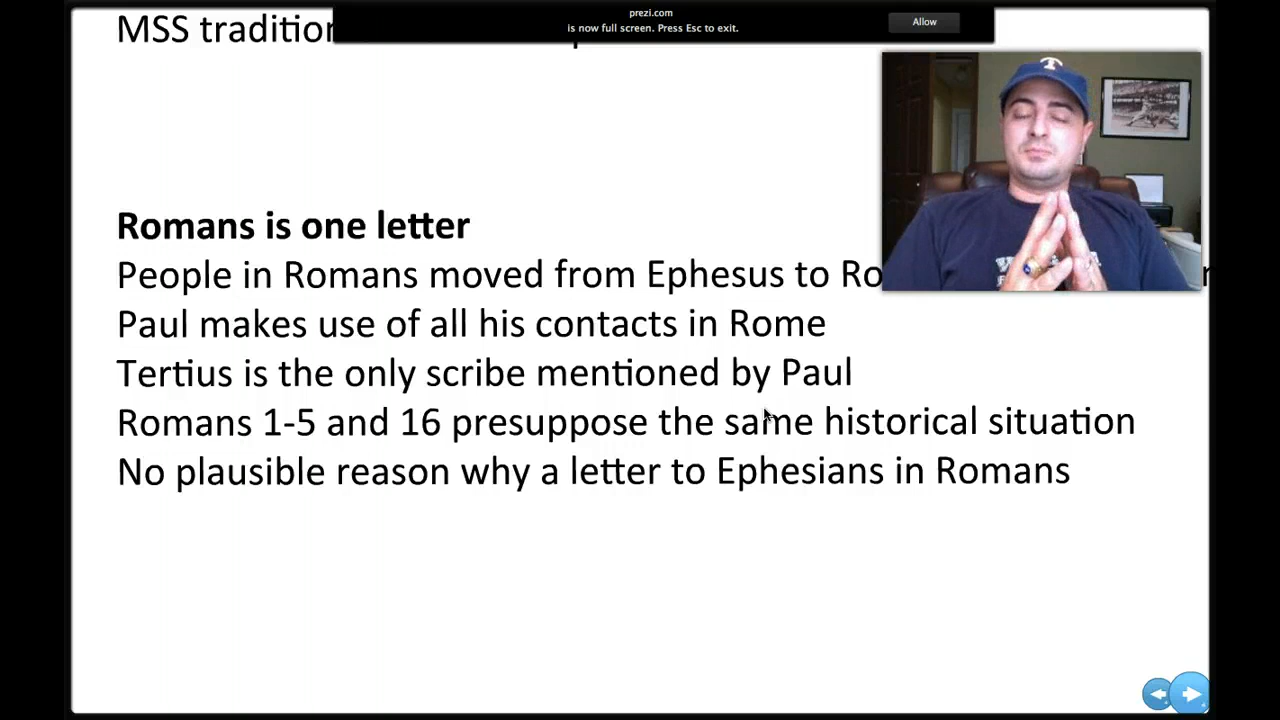 prezi.com
is now full screen. Press Esc to exit.
Allow
MSS
T
Romans is one letter
People in Romans moved from Ephesus to
Paul makes use of all his contacts in Rome
Tertius is the only scribe mentioned by Paul
Romans 1-5 and 16 presuppose the same historical situation
No plausible reason why a letter to Ephesians in Romans